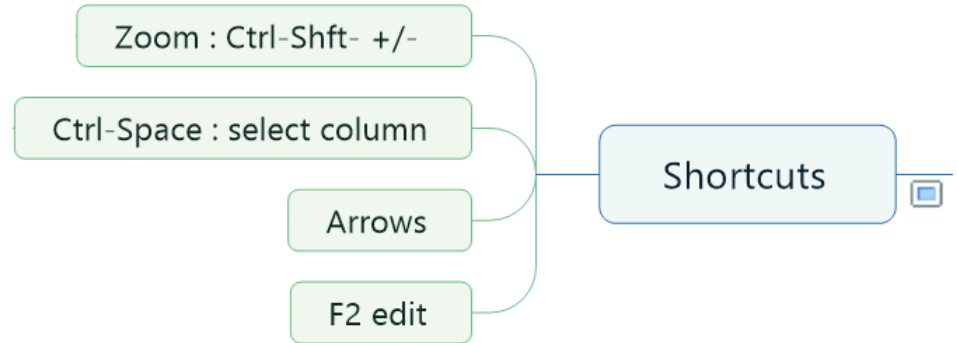 Zoom : Ctrl-Shft- +/-
Ctrl-Space : select column
Shortcuts
Arrows
F2 edit